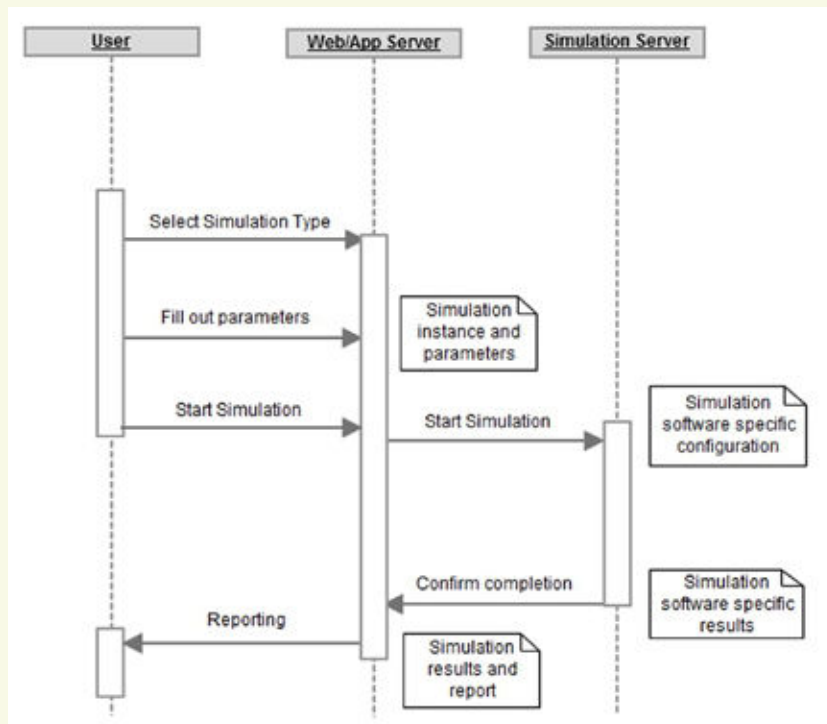 User
Web/App Server
Simulation Server
Select Simulation Type
Fill out parameters
Simulation
instance and
parameters
Start Simulation
Start Simulation
Simulation
software specific
configuration
Confirm completion
Simulation
software specific
results
Reporting
Simulation
results and
report